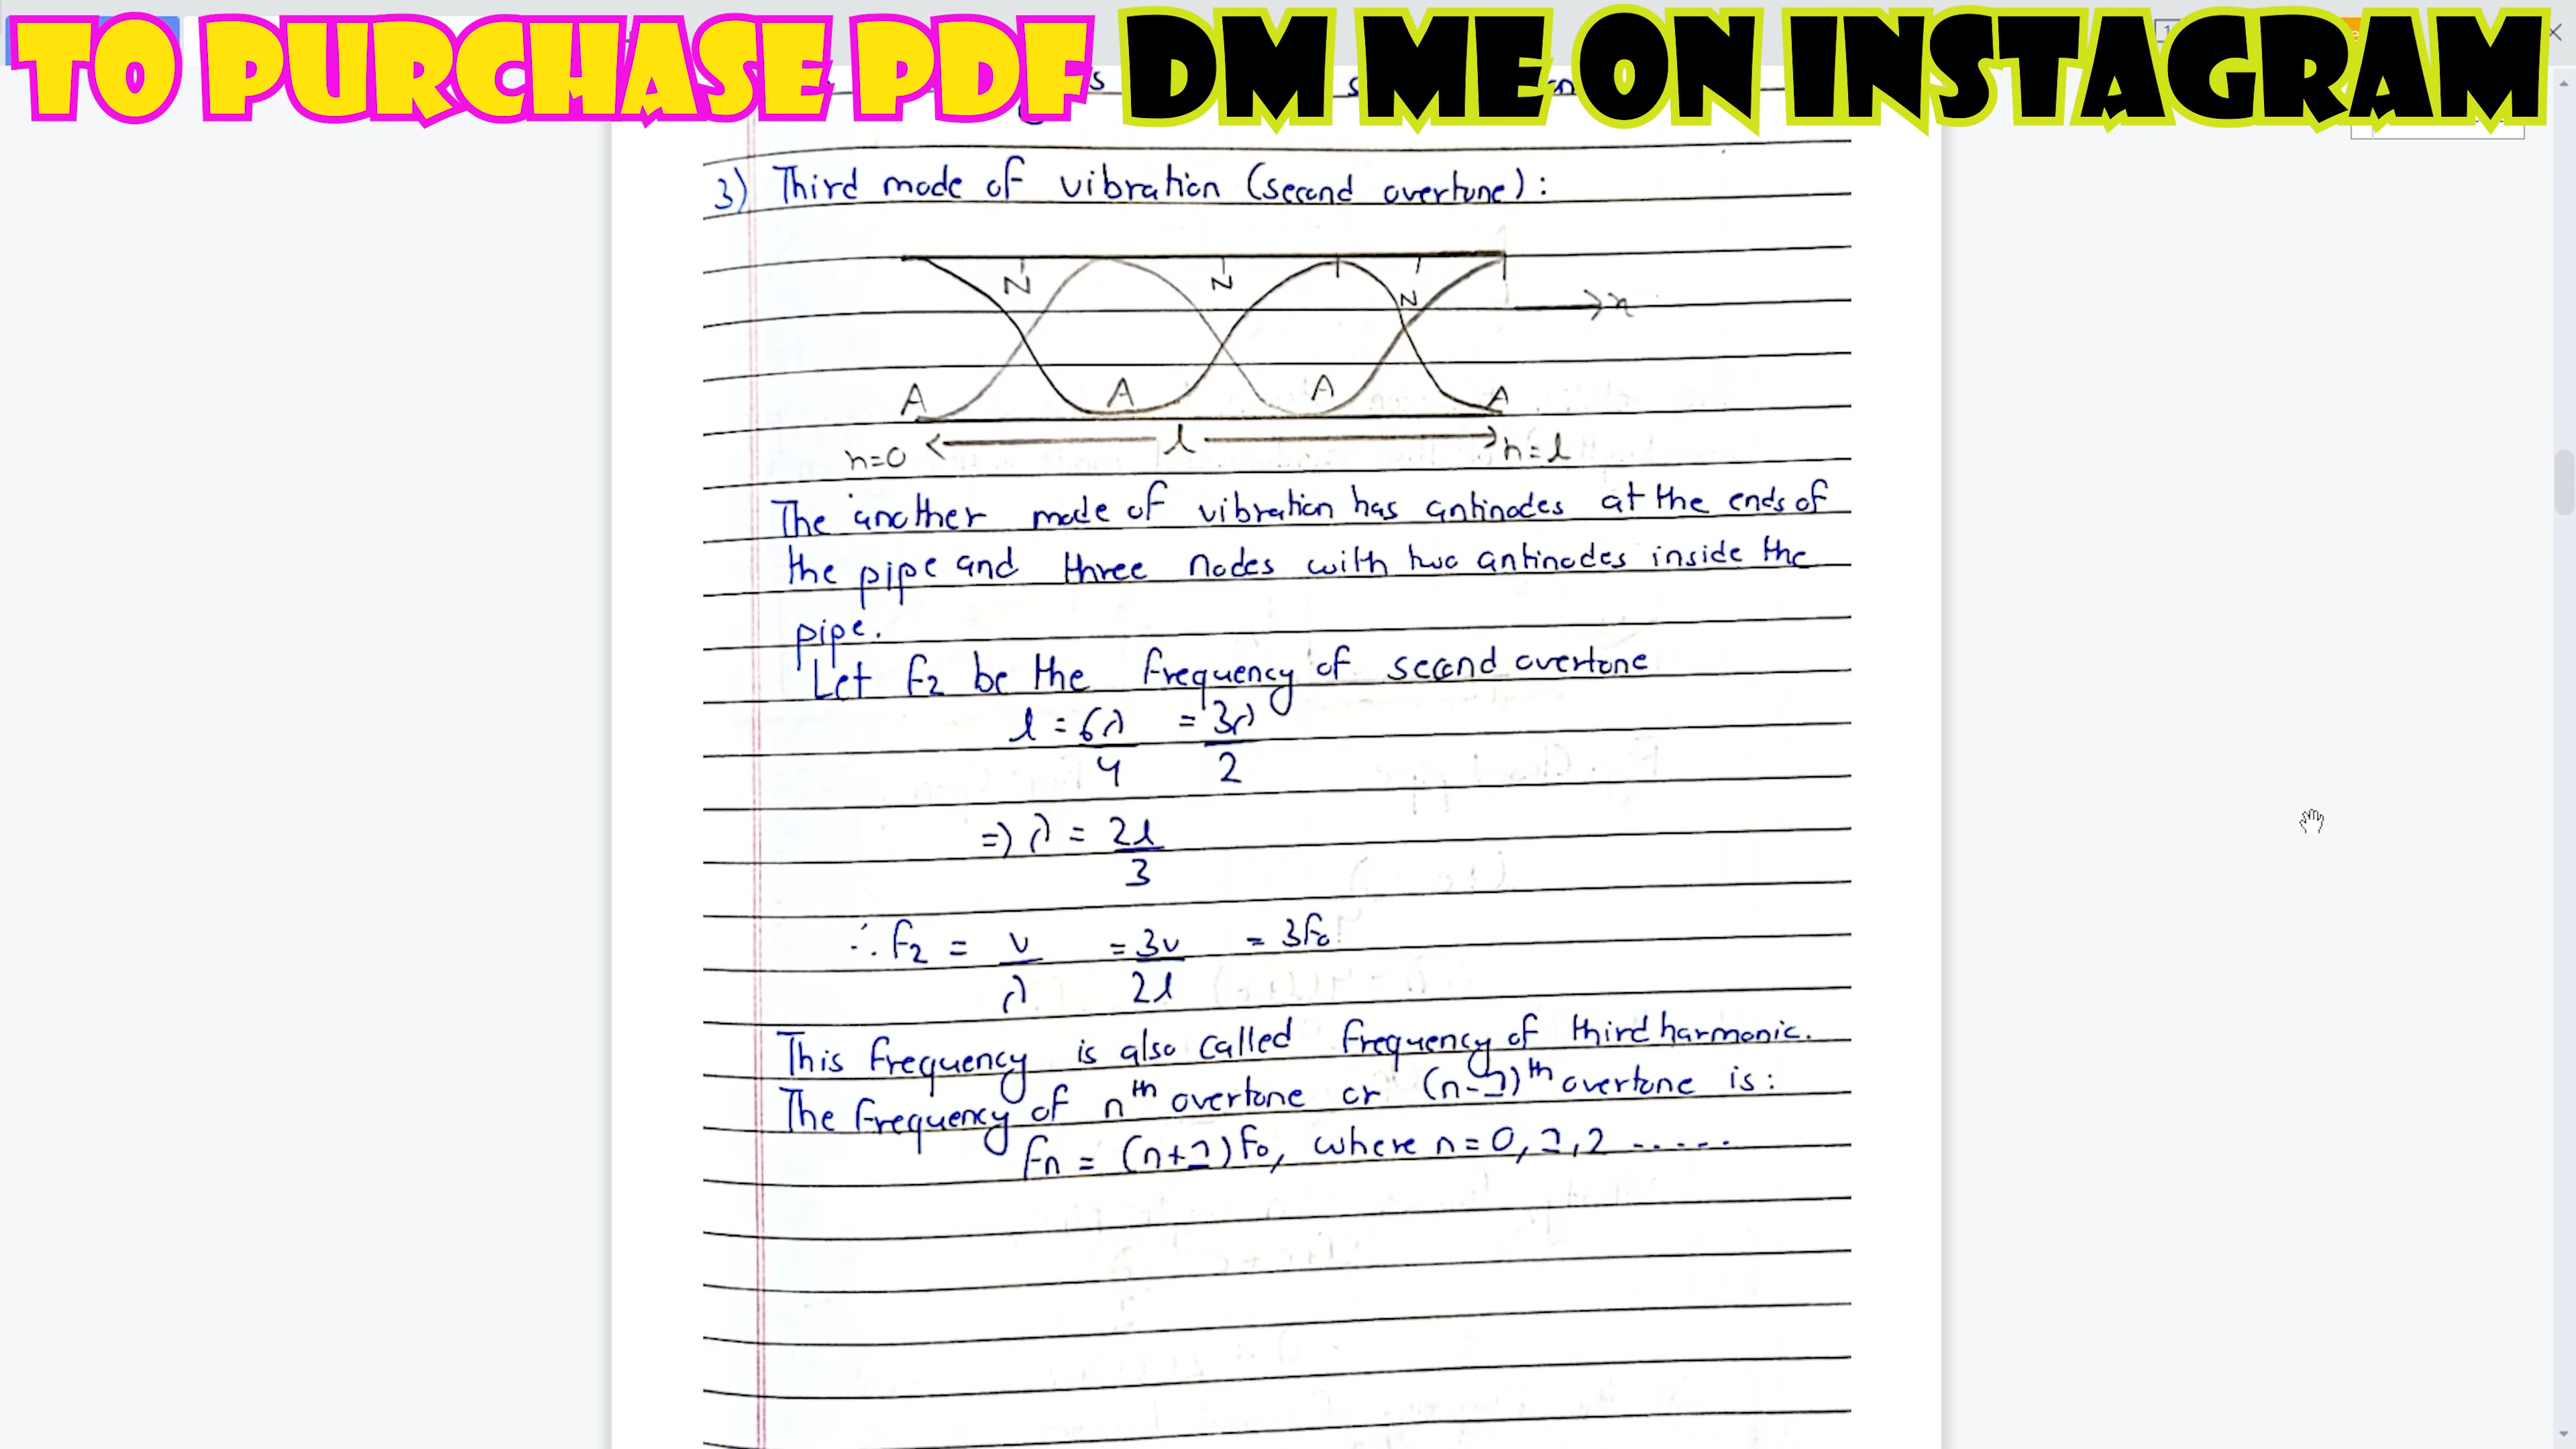 TO PURCHASE PDF DM ME ON INSTAGRAM
3) Third mode of vibration (second overtone):
N N N
x
A A A A
x=0 l x=l
The another mode of vibration has antinodes at the ends of
the pipe and three nodes with two antinodes inside the
pipe.
Let f2 be the frequency of second overtone
l = 6λ/4 = 3λ/2
=> λ = 2l/3
∴ f2 = v/λ = 3v/2l = 3f0
This frequency is also called frequency of third harmonic.
The frequency of nth overtone or (n-1)th overtone is:
Fn = (n+1)f0, where n = 0,1,2 ......